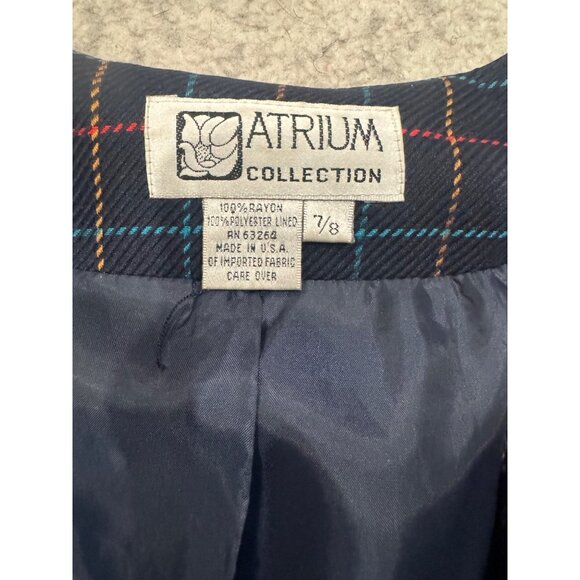 ATRIUM
COLLECTION
100% RAYON
100% POLYESTER LINED
RN 63264
MADE IN U.S.A.
OF IMPORTED FABRIC
CARE OVER
7/8